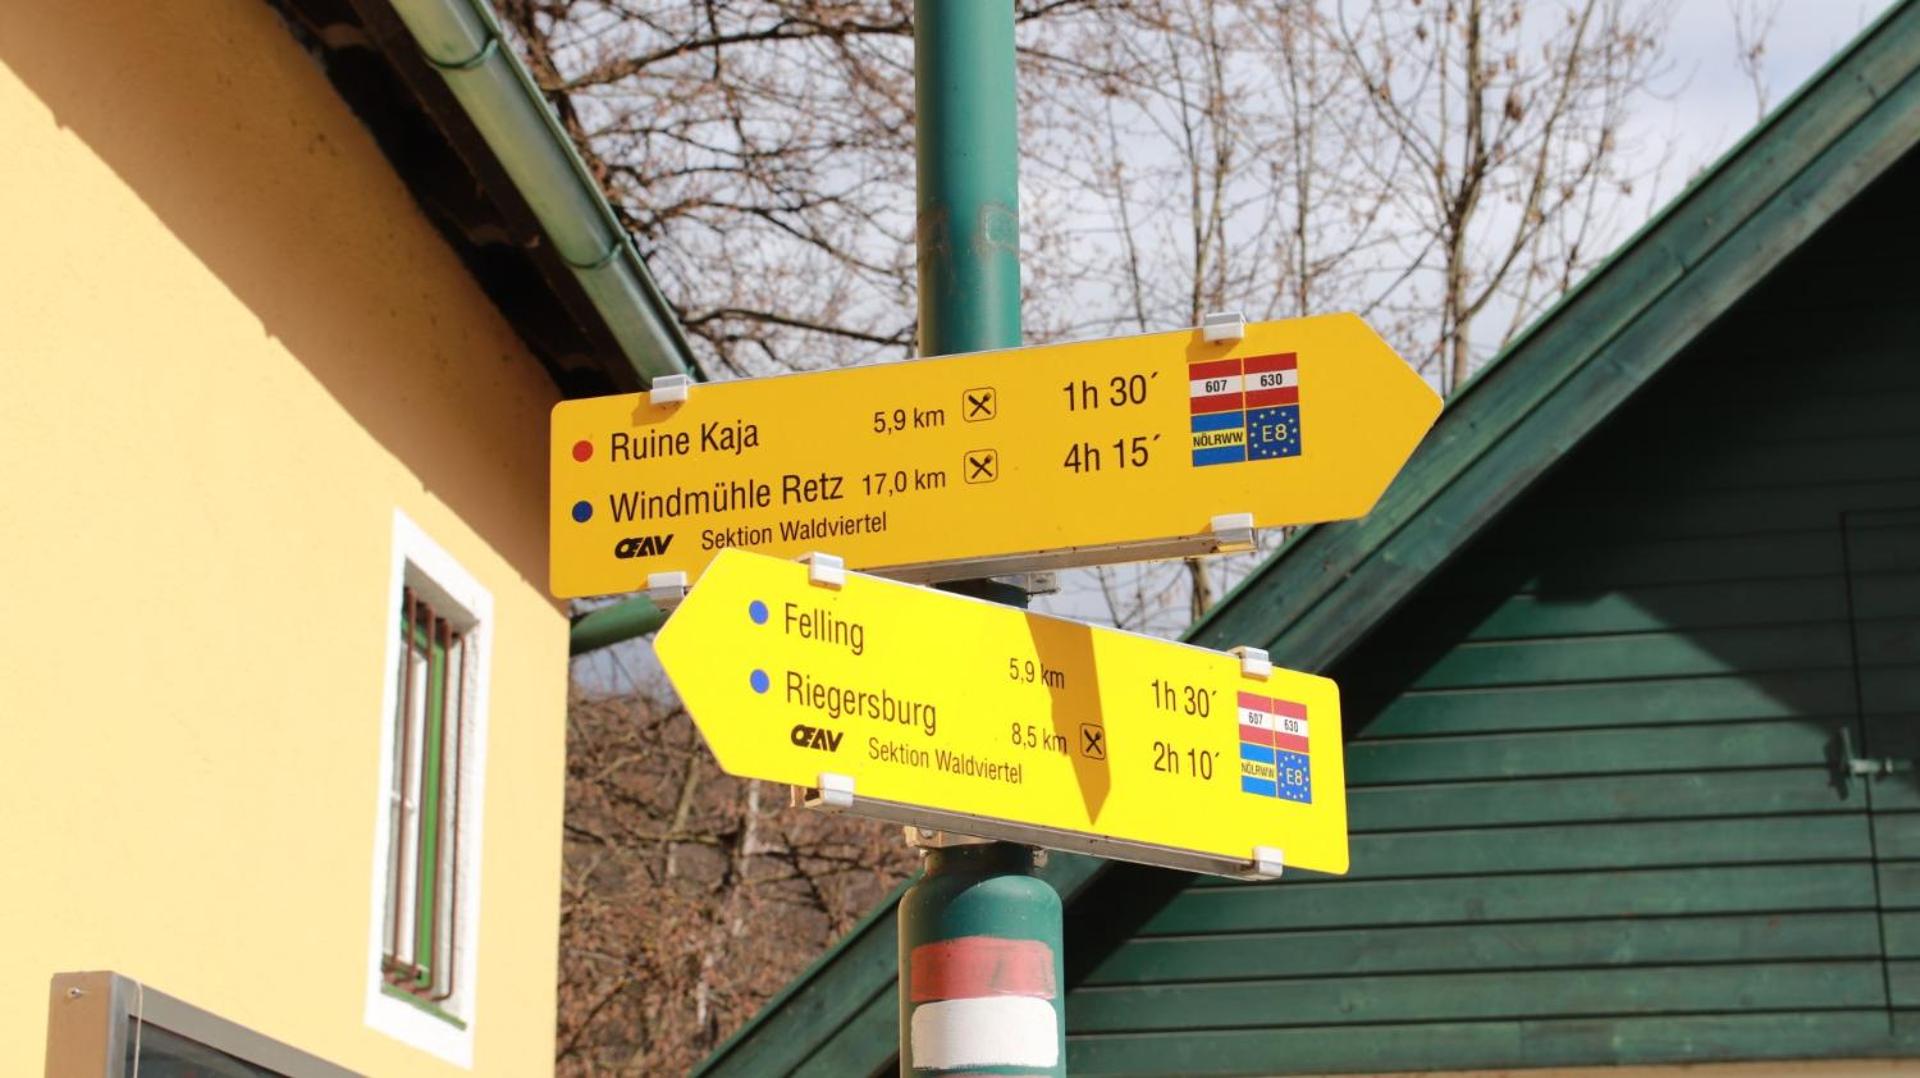 Ruine Kaja 5,9 km 1h 30´
Windmühle Retz 17,0 km 4h 15´
ŒAV Sektion Waldviertel
607 630
NÖLRWW E8
Felling 5,9 km 1h 30´
Riegersburg 8,5 km 2h 10´
ŒAV Sektion Waldviertel
607 630
NÖLRWW E8